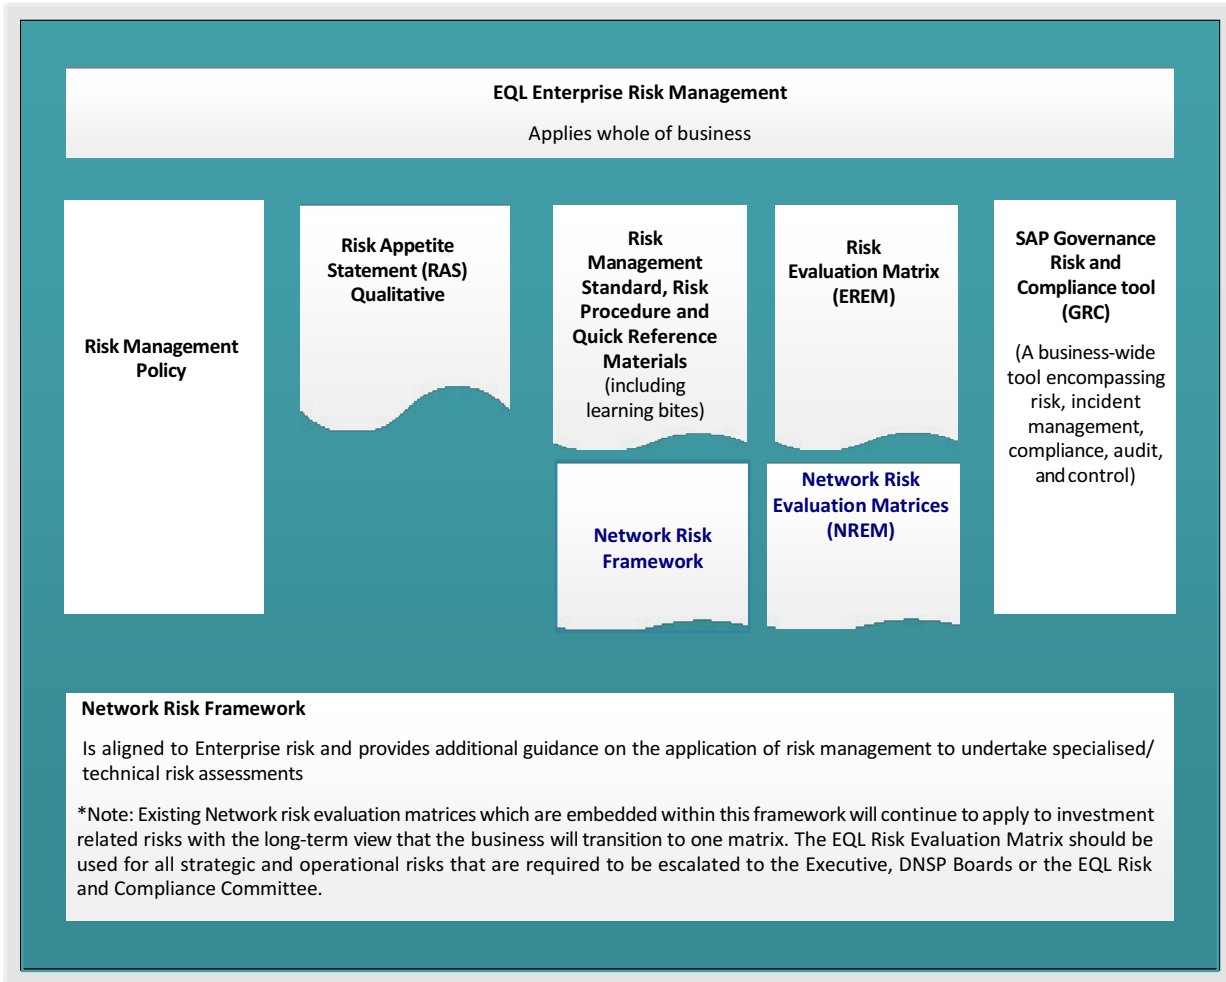 EQL Enterprise Risk Management
Applies whole of business
Risk Management
Policy
Risk Appetite
Statement (RAS)
Qualitative
Risk
Management
Standard, Risk
Procedure and
Quick Reference
Materials
(including
learning bites)
Risk
Evaluation Matrix
(EREM)
SAP Governance
Risk and
Compliance tool
(GRC)
(A business-wide
tool encompassing
risk, incident
management,
compliance, audit,
and control)
Network Risk
Framework
Network Risk
Evaluation Matrices
(NREM)
Network Risk Framework
Is aligned to Enterprise risk and provides additional guidance on the application of risk management to undertake specialised/
technical risk assessments
*Note: Existing Network risk evaluation matrices which are embedded within this framework will continue to apply to investment
related risks with the long-term view that the business will transition to one matrix. The EQL Risk Evaluation Matrix should be
used for all strategic and operational risks that are required to be escalated to the Executive, DNSP Boards or the EQL Risk
and Compliance Committee.